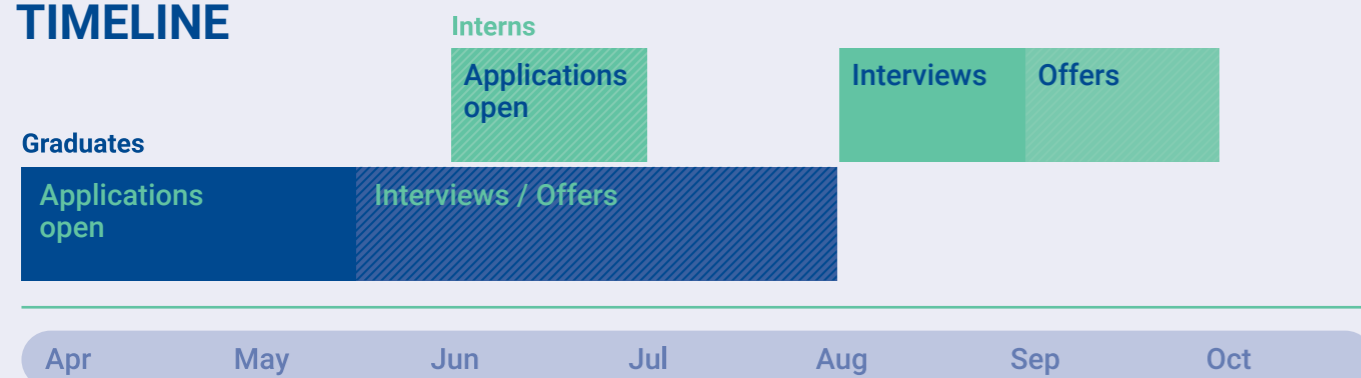 TIMELINE
Interns
Applications
open
Interviews
Offers
Graduates
Applications
open
Interviews / Offers
Apr May Jun Jul Aug Sep Oct